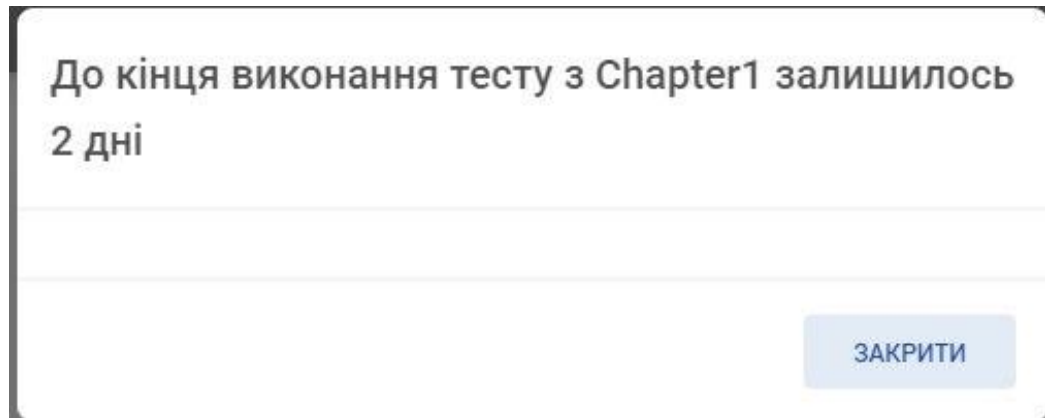 До кінця виконання тесту з Chapter1 залишилось
2 дні
ЗАКРИТИ